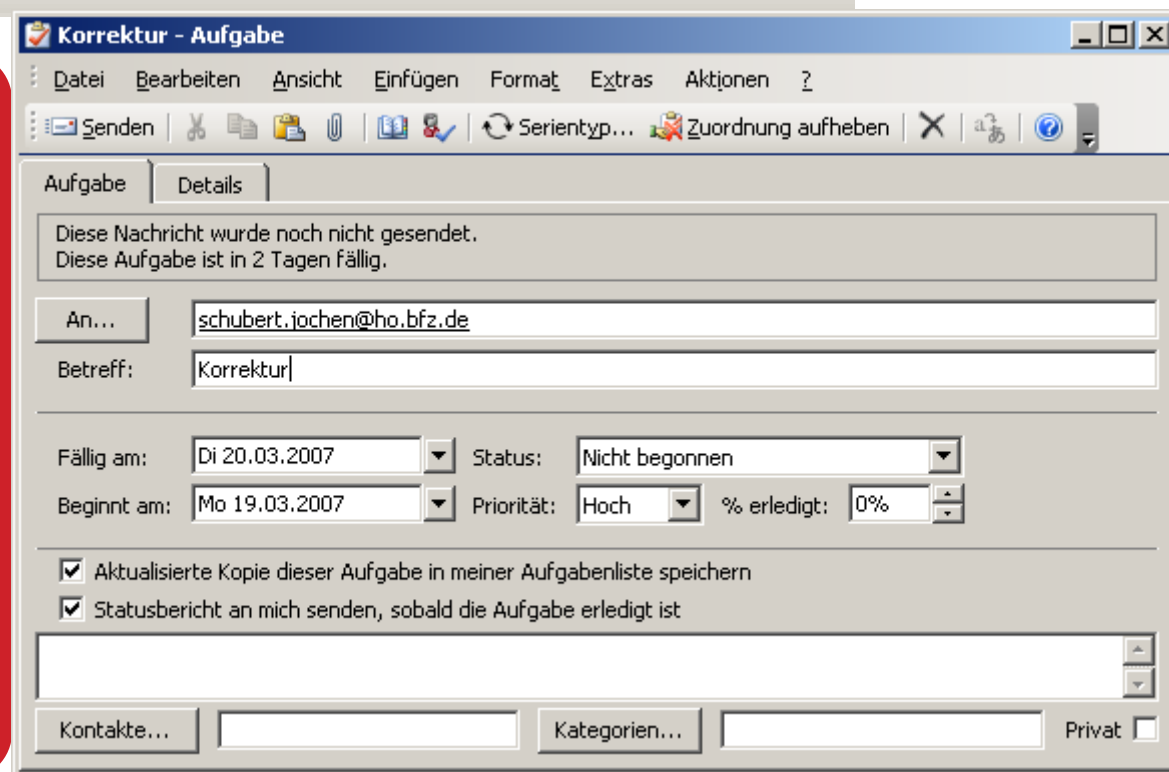 Korrektur - Aufgabe
Datei Bearbeiten Ansicht Einfügen Format Extras Aktionen ?
Senden Serientyp... Zuordnung aufheben
Aufgabe Details
Diese Nachricht wurde noch nicht gesendet.
Diese Aufgabe ist in 2 Tagen fällig.
An... schubert.jochen@ho.bfz.de
Betreff: Korrektur
Fällig am: Di 20.03.2007 Status: Nicht begonnen
Beginnt am: Mo 19.03.2007 Priorität: Hoch % erledigt: 0%
Aktualisierte Kopie dieser Aufgabe in meiner Aufgabenliste speichern
Statusbericht an mich senden, sobald die Aufgabe erledigt ist
Kontakte... Kategorien... Privat